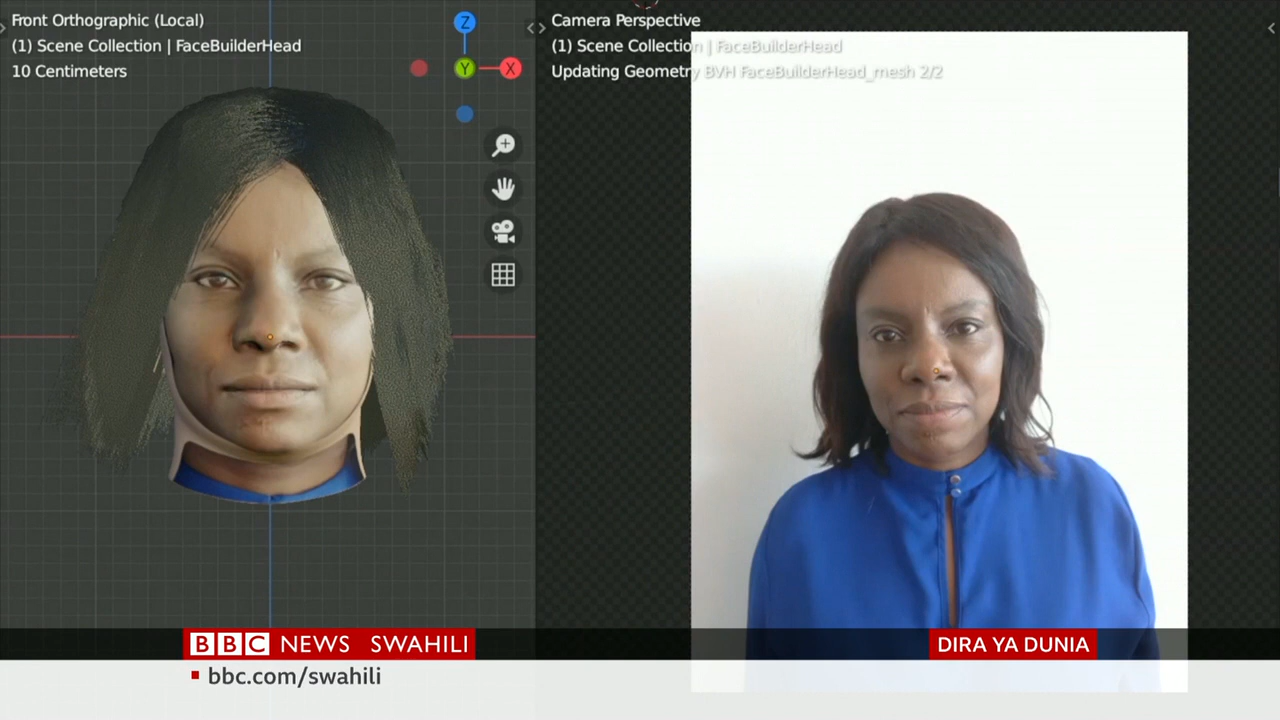 Front Orthographic (Local)
(1) Scene Collection | FaceBuilderHead
10 Centimeters
Z
Y
X
Camera Perspective
(1) Scene Collection | FaceBuilderHead
Updating Geometry BVH FaceBuilderHead_mesh 2/2
BBC NEWS SWAHILI
DIRA YA DUNIA
bbc.com/swahili